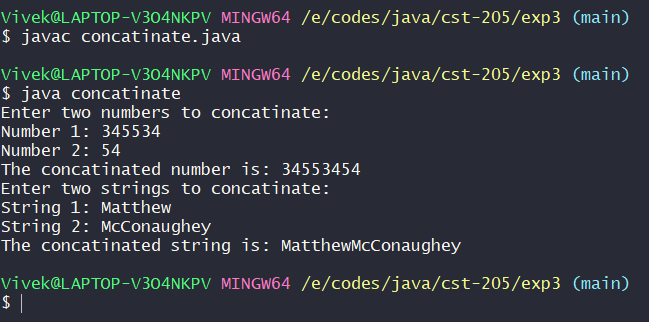 Vivek@LAPTOP-V3O4NKPV MINGW64 /e/codes/java/cst-205/exp3 (main)
$ javac concatinate.java
Vivek@LAPTOP-V3O4NKPV MINGW64 /e/codes/java/cst-205/exp3 (main)
$ java concatinate
Enter two numbers to concatinate:
Number 1: 345534
Number 2: 54
The concatinated number is: 34553454
Enter two strings to concatinate:
String 1: Matthew
String 2: McConaughey
The concatinated string is: MatthewMcConaughey
Vivek@LAPTOP-V3O4NKPV MINGW64 /e/codes/java/cst-205/exp3 (main)
$